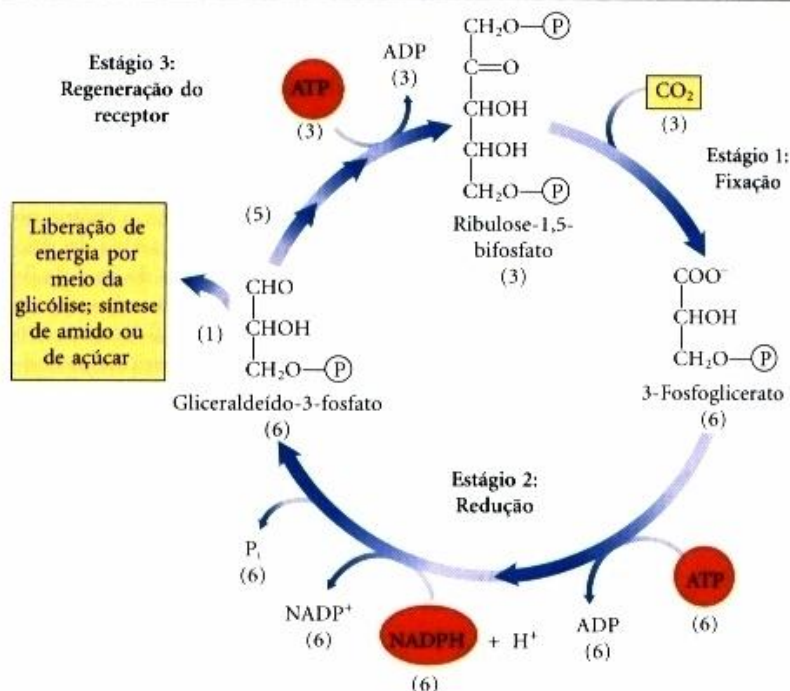 Estágio 3:
Regeneração do
receptor
ATP
(3)
ADP
(3)
CH₂O—P
C=O
CHOH
CHOH
CH₂O—P
Ribulose-1,5-
bifosfato
(3)
CO₂
(3)
Estágio 1:
Fixação
COO⁻
CHOH
CH₂O—P
3-Fosfoglicerato
(6)
ATP
(6)
ADP
(6)
Estágio 2:
Redução
NADPH + H⁺
(6)
NADP⁺
(6)
Pᵢ
(6)
CHO
CHOH
CH₂O—P
Gliceraldeído-3-fosfato
(6)
(5)
(1)
Liberação de
energia por
meio da
glicólise; síntese
de amido ou
de açúcar